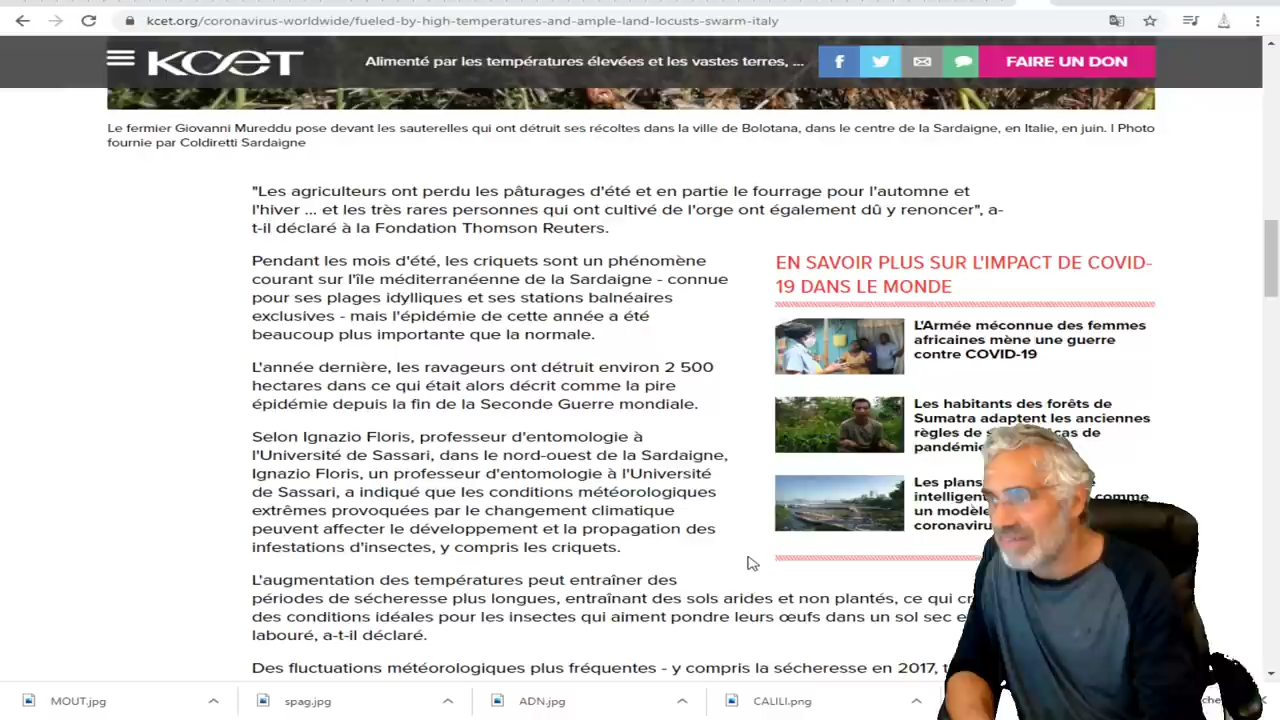 kcet.org/coronavirus-worldwide/fueled-by-high-temperatures-and-ample-land-locusts-swarm-italy
KCET
Alimenté par les températures élevées et les vastes terres, ...
FAIRE UN DON
Le fermier Giovanni Mureddu pose devant les sauterelles qui ont détruit ses récoltes dans la ville de Bolotana, dans le centre de la Sardaigne, en Italie, en juin. | Photo
fournie par Coldiretti Sardaigne
"Les agriculteurs ont perdu les pâturages d'été et en partie le fourrage pour l'automne et
l'hiver ... et les très rares personnes qui ont cultivé de l'orge ont également dû y renoncer", a-
t-il déclaré à la Fondation Thomson Reuters.
Pendant les mois d'été, les criquets sont un phénomène
courant sur l'île méditerranéenne de la Sardaigne - connue
pour ses plages idylliques et ses stations balnéaires
exclusives - mais l'épidémie de cette année a été
beaucoup plus importante que la normale.
L'année dernière, les ravageurs ont détruit environ 2 500
hectares dans ce qui était alors décrit comme la pire
épidémie depuis la fin de la Seconde Guerre mondiale.
Selon Ignazio Floris, professeur d'entomologie à
l'Université de Sassari, dans le nord-ouest de la Sardaigne,
Ignazio Floris, un professeur d'entomologie à l'Université
de Sassari, a indiqué que les conditions météorologiques
extrêmes provoquées par le changement climatique
peuvent affecter le développement et la propagation des
infestations d'insectes, y compris les criquets.
L'augmentation des températures peut entraîner des
périodes de sécheresse plus longues, entraînant des sols arides et non plantés, ce qui
des conditions idéales pour les insectes qui aiment pondre leurs œufs dans un sol sec
labouré, a-t-il déclaré.
Des fluctuations météorologiques plus fréquentes - y compris la sécheresse en 2017,
EN SAVOIR PLUS SUR L'IMPACT DE COVID-
19 DANS LE MONDE
L'Armée méconnue des femmes
africaines mène une guerre
contre COVID-19
Les habitants des forêts de
Sumatra adaptent les anciennes
règles de
de
Les plans
comme
un
MOUT.jpg
spag.jpg
ADN.jpg
CALILI.png